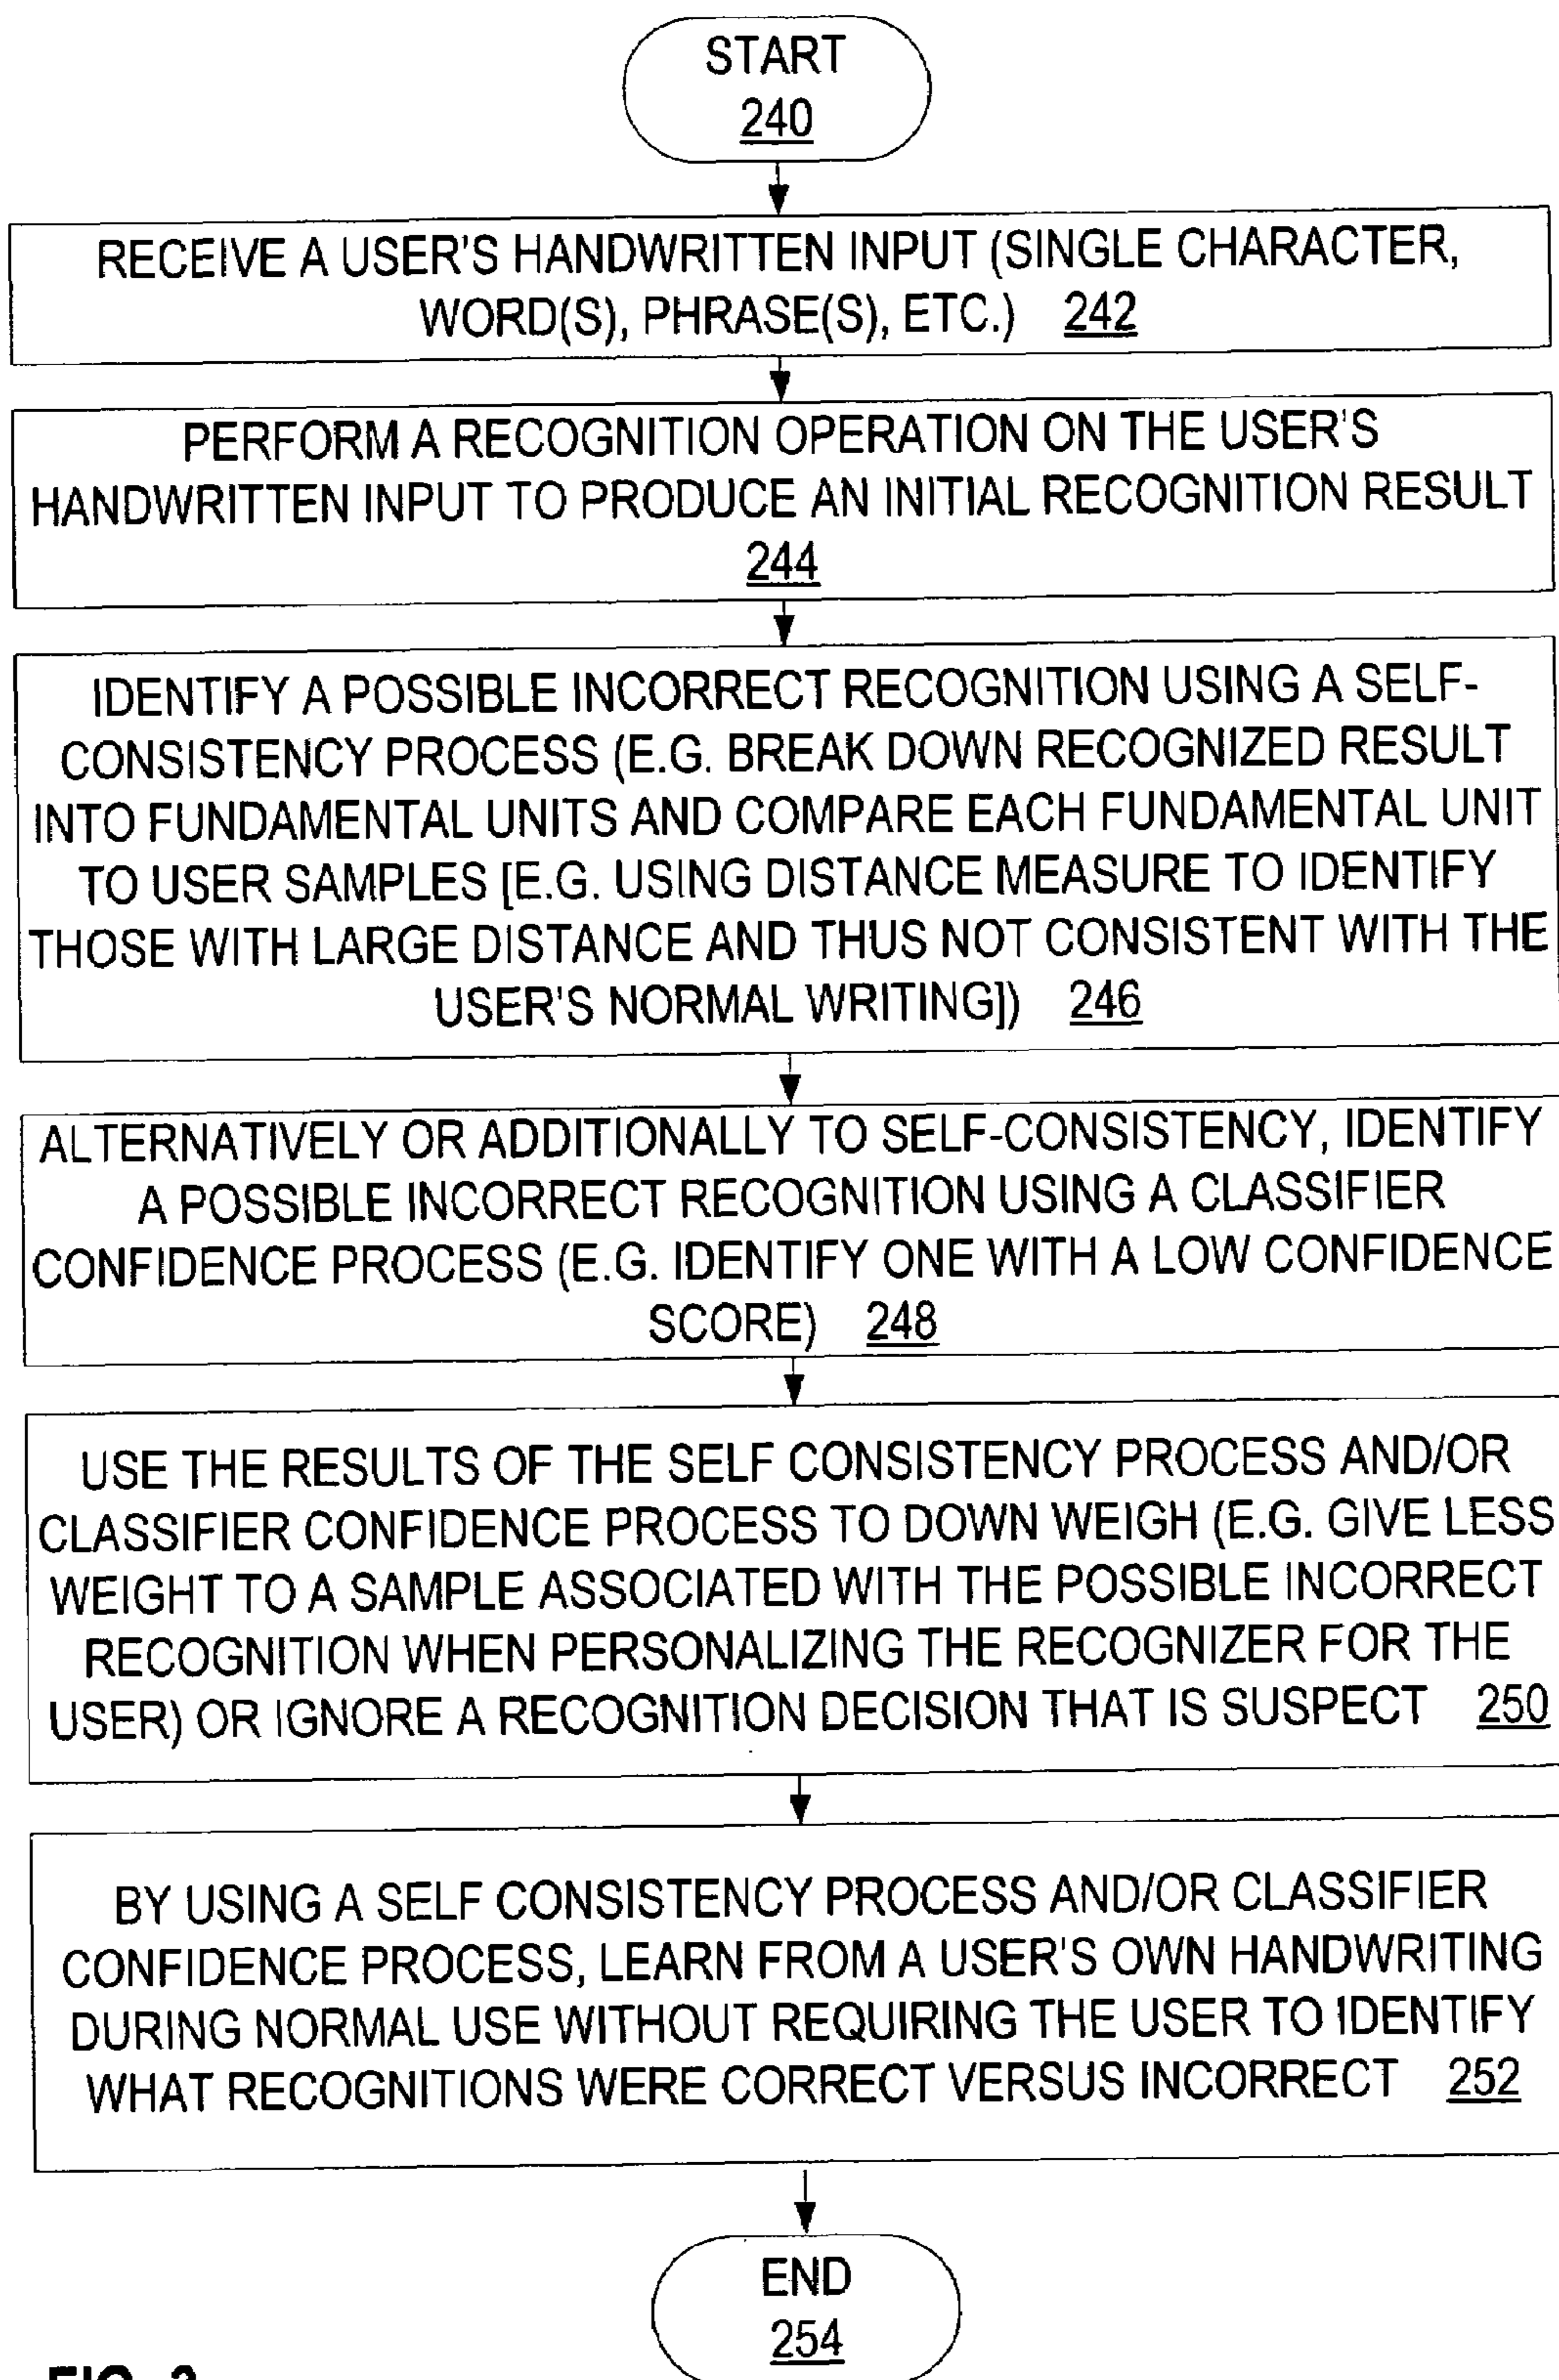 START
240
RECEIVE A USER'S HANDWRITTEN INPUT (SINGLE CHARACTER,
WORD(S), PHRASE(S), ETC.) 242
PERFORM A RECOGNITION OPERATION ON THE USER'S
HANDWRITTEN INPUT TO PRODUCE AN INITIAL RECOGNITION RESULT
244
IDENTIFY A POSSIBLE INCORRECT RECOGNITION USING A SELF-
CONSISTENCY PROCESS (E.G. BREAK DOWN RECOGNIZED RESULT
INTO FUNDAMENTAL UNITS AND COMPARE EACH FUNDAMENTAL UNIT
TO USER SAMPLES [E.G. USING DISTANCE MEASURE TO IDENTIFY
THOSE WITH LARGE DISTANCE AND THUS NOT CONSISTENT WITH THE
USER'S NORMAL WRITING]) 246
ALTERNATIVELY OR ADDITIONALLY TO SELF-CONSISTENCY, IDENTIFY
A POSSIBLE INCORRECT RECOGNITION USING A CLASSIFIER
CONFIDENCE PROCESS (E.G. IDENTIFY ONE WITH A LOW CONFIDENCE
SCORE) 248
USE THE RESULTS OF THE SELF CONSISTENCY PROCESS AND/OR
CLASSIFIER CONFIDENCE PROCESS TO DOWN WEIGH (E.G. GIVE LESS
WEIGHT TO A SAMPLE ASSOCIATED WITH THE POSSIBLE INCORRECT
RECOGNITION WHEN PERSONALIZING THE RECOGNIZER FOR THE
USER) OR IGNORE A RECOGNITION DECISION THAT IS SUSPECT 250
BY USING A SELF CONSISTENCY PROCESS AND/OR CLASSIFIER
CONFIDENCE PROCESS, LEARN FROM A USER'S OWN HANDWRITING
DURING NORMAL USE WITHOUT REQUIRING THE USER TO IDENTIFY
WHAT RECOGNITIONS WERE CORRECT VERSUS INCORRECT 252
END
254